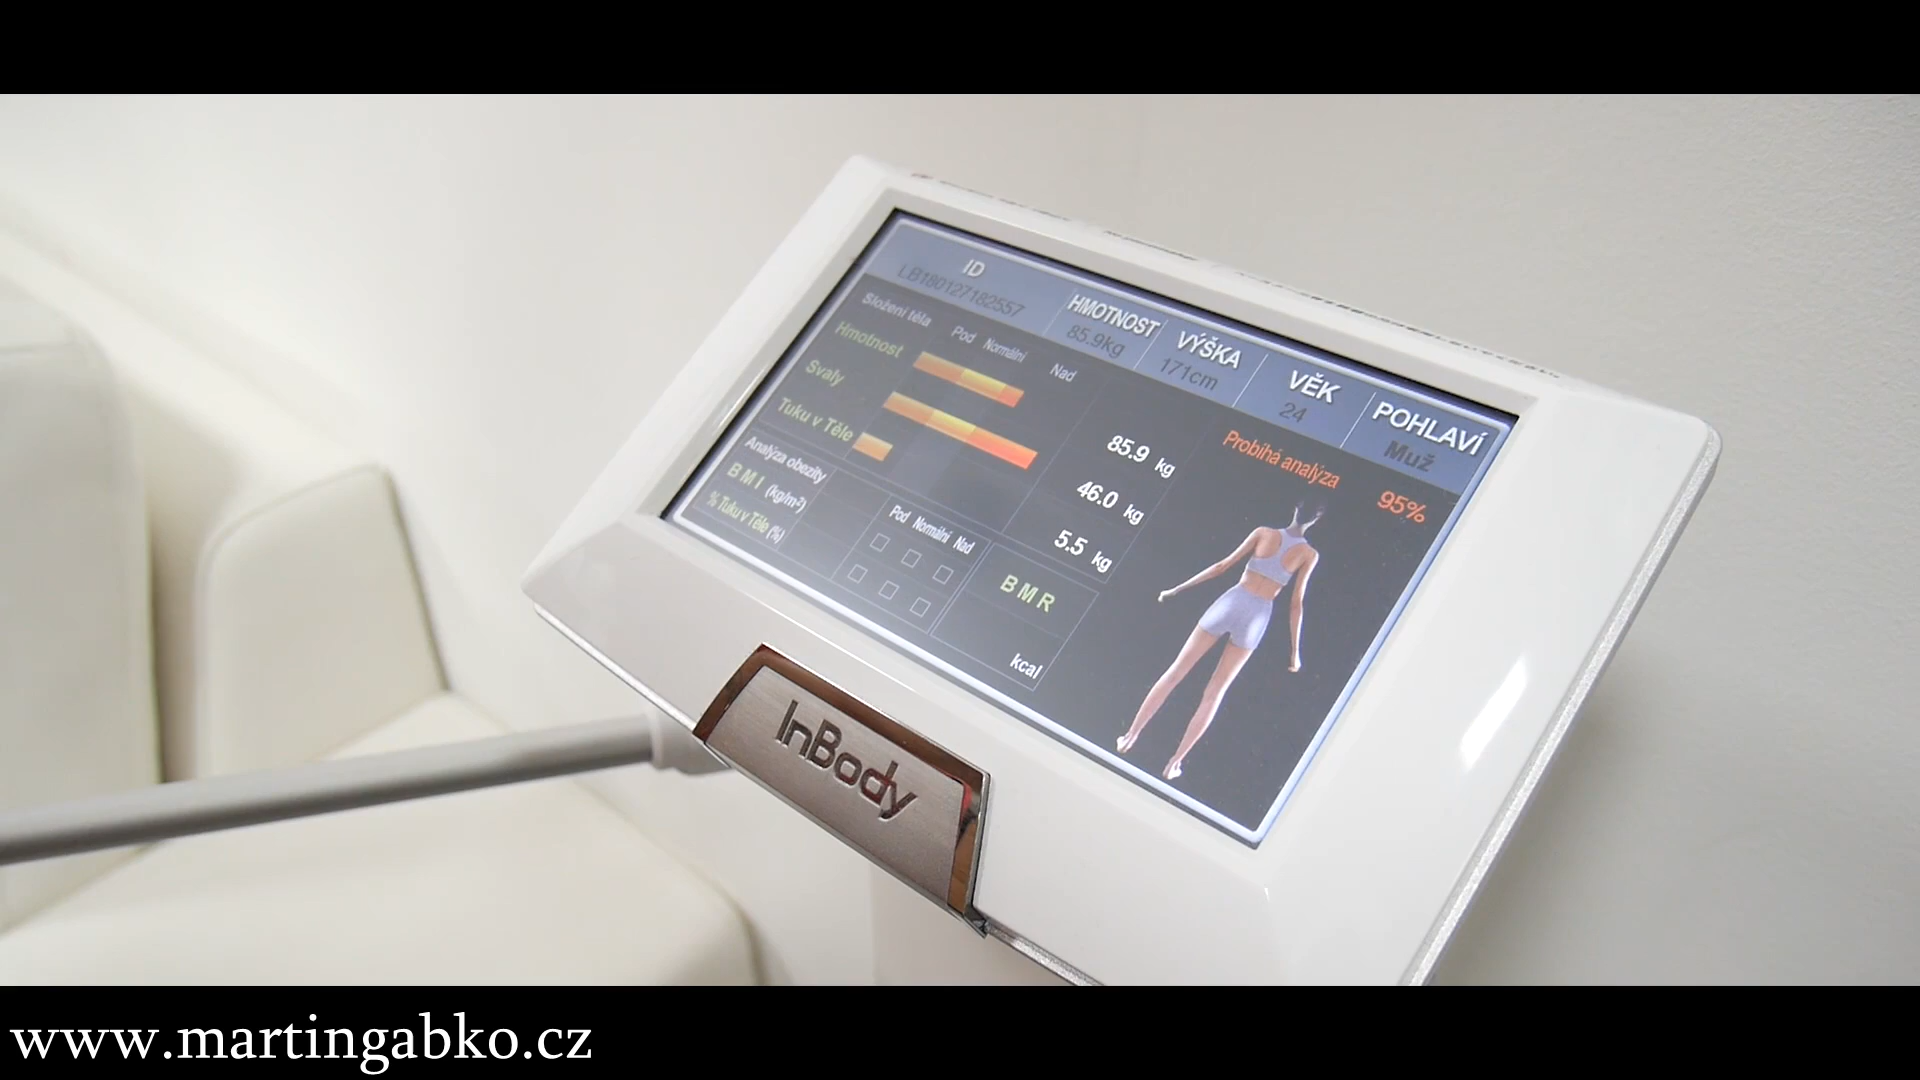 ID
LB180127182557
HMOTNOST
85.9kg
VÝŠKA
171cm
VĚK
24
POHLAVÍ
Muž
Složení těla
Pod Normální Nad
Hmotnost
85.9 kg
Svaly
46.0 kg
Tuku v Těle
5.5 kg
Probíhá analýza
95%
Analýza obezity
Pod Normální Nad
BMI (kg/m²)
% Tuku v Těle (%)
BMR
kcal
InBody
www.martingabko.cz